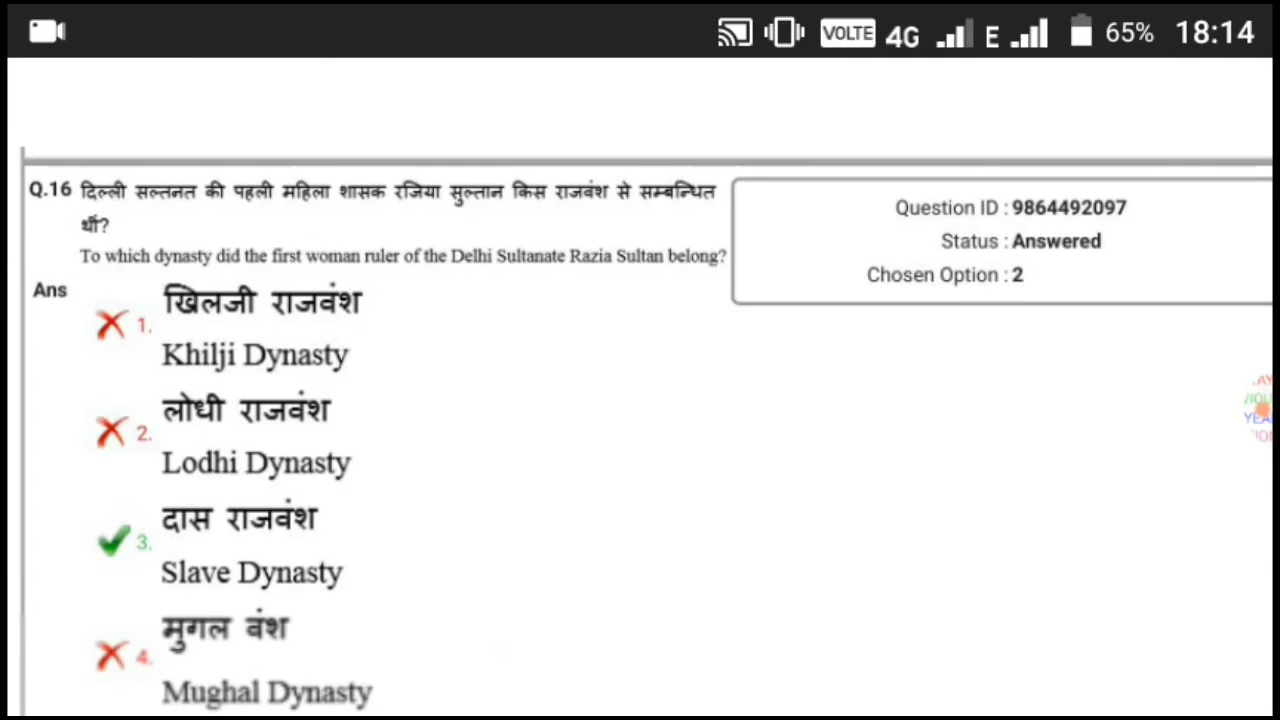 VOLTE 4G E 65% 18:14
Q.16 दिल्ली सल्तनत की पहली महिला शासक रजिया सुल्तान किस राजवंश से सम्बन्धित
थीं?
To which dynasty did the first woman ruler of the Delhi Sultanate Razia Sultan belong?
Question ID : 9864492097
Status : Answered
Chosen Option : 2
Ans
1. खिलजी राजवंश
Khilji Dynasty
2. लोधी राजवंश
Lodhi Dynasty
3. दास राजवंश
Slave Dynasty
4. मुगल वंश
Mughal Dynasty